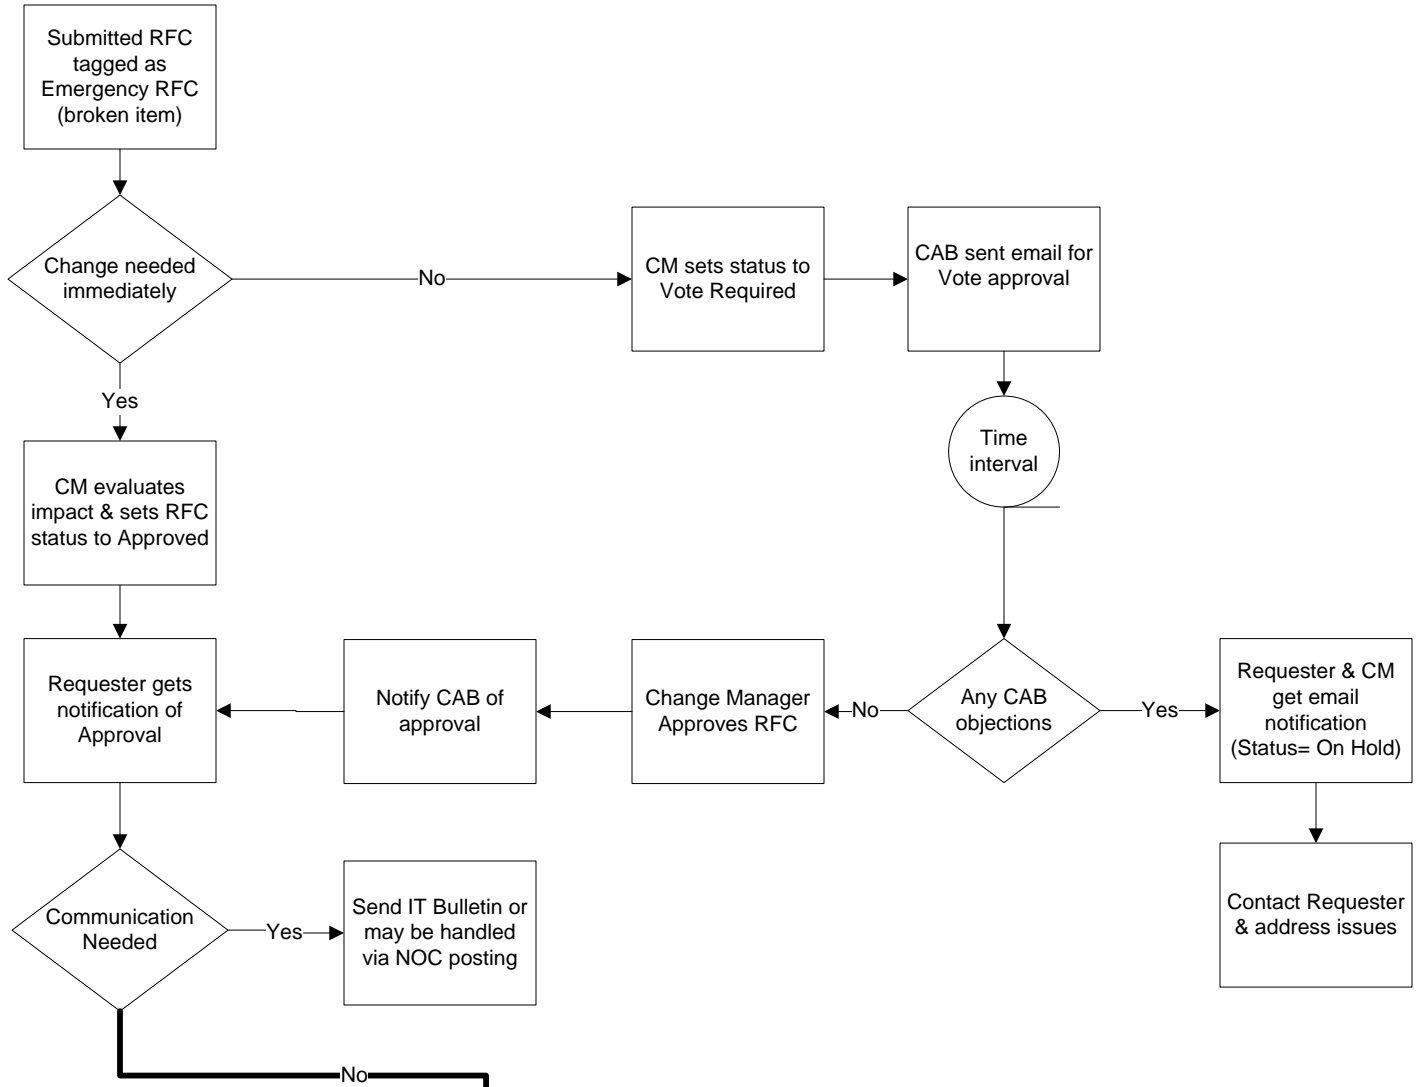 Submitted RFC
tagged as
Emergency RFC
(broken item)
Change needed
immediately
No
CM sets status to
Vote Required
CAB sent email for
Vote approval
Yes
Time
interval
CM evaluates
impact & sets RFC
status to Approved
Requester gets
notification of
Approval
Notify CAB of
approval
Change Manager
Approves RFC
No
Any CAB
objections
Yes
Requester & CM
get email
notification
(Status= On Hold)
Communication
Needed
Yes
Send IT Bulletin or
may be handled
via NOC posting
Contact Requester
& address issues
No